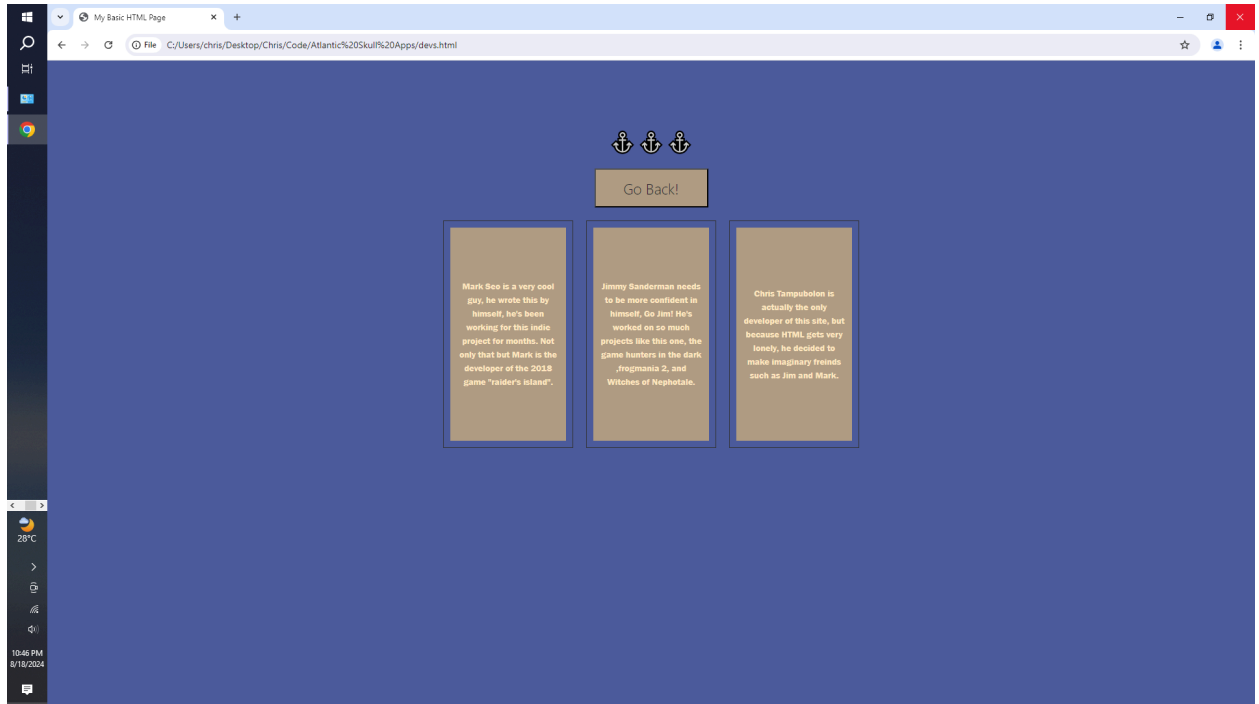 My Basic HTML Page
File
C:/Users/chris/Desktop/Chris/Code/Atlantic%20Skull%20Apps/devs.html
Go Back!
Mark Seo is a very cool
guy, he wrote this by
himself, he's been
working for this indie
project for months. Not
only that but Mark is the
developer of the 2018
game "raider's island".
Jimmy Sanderman needs
to be more confident in
himself, Go Jim! He's
worked on so much
projects like this one, the
game hunters in the dark
,frogmania 2, and
Witches of Nephotale.
Chris Tampubolon is
actually the only
developer of this site, but
because HTML gets very
lonely, he decided to
make imaginary freinds
such as Jim and Mark.
28°C
10:46 PM
8/18/2024